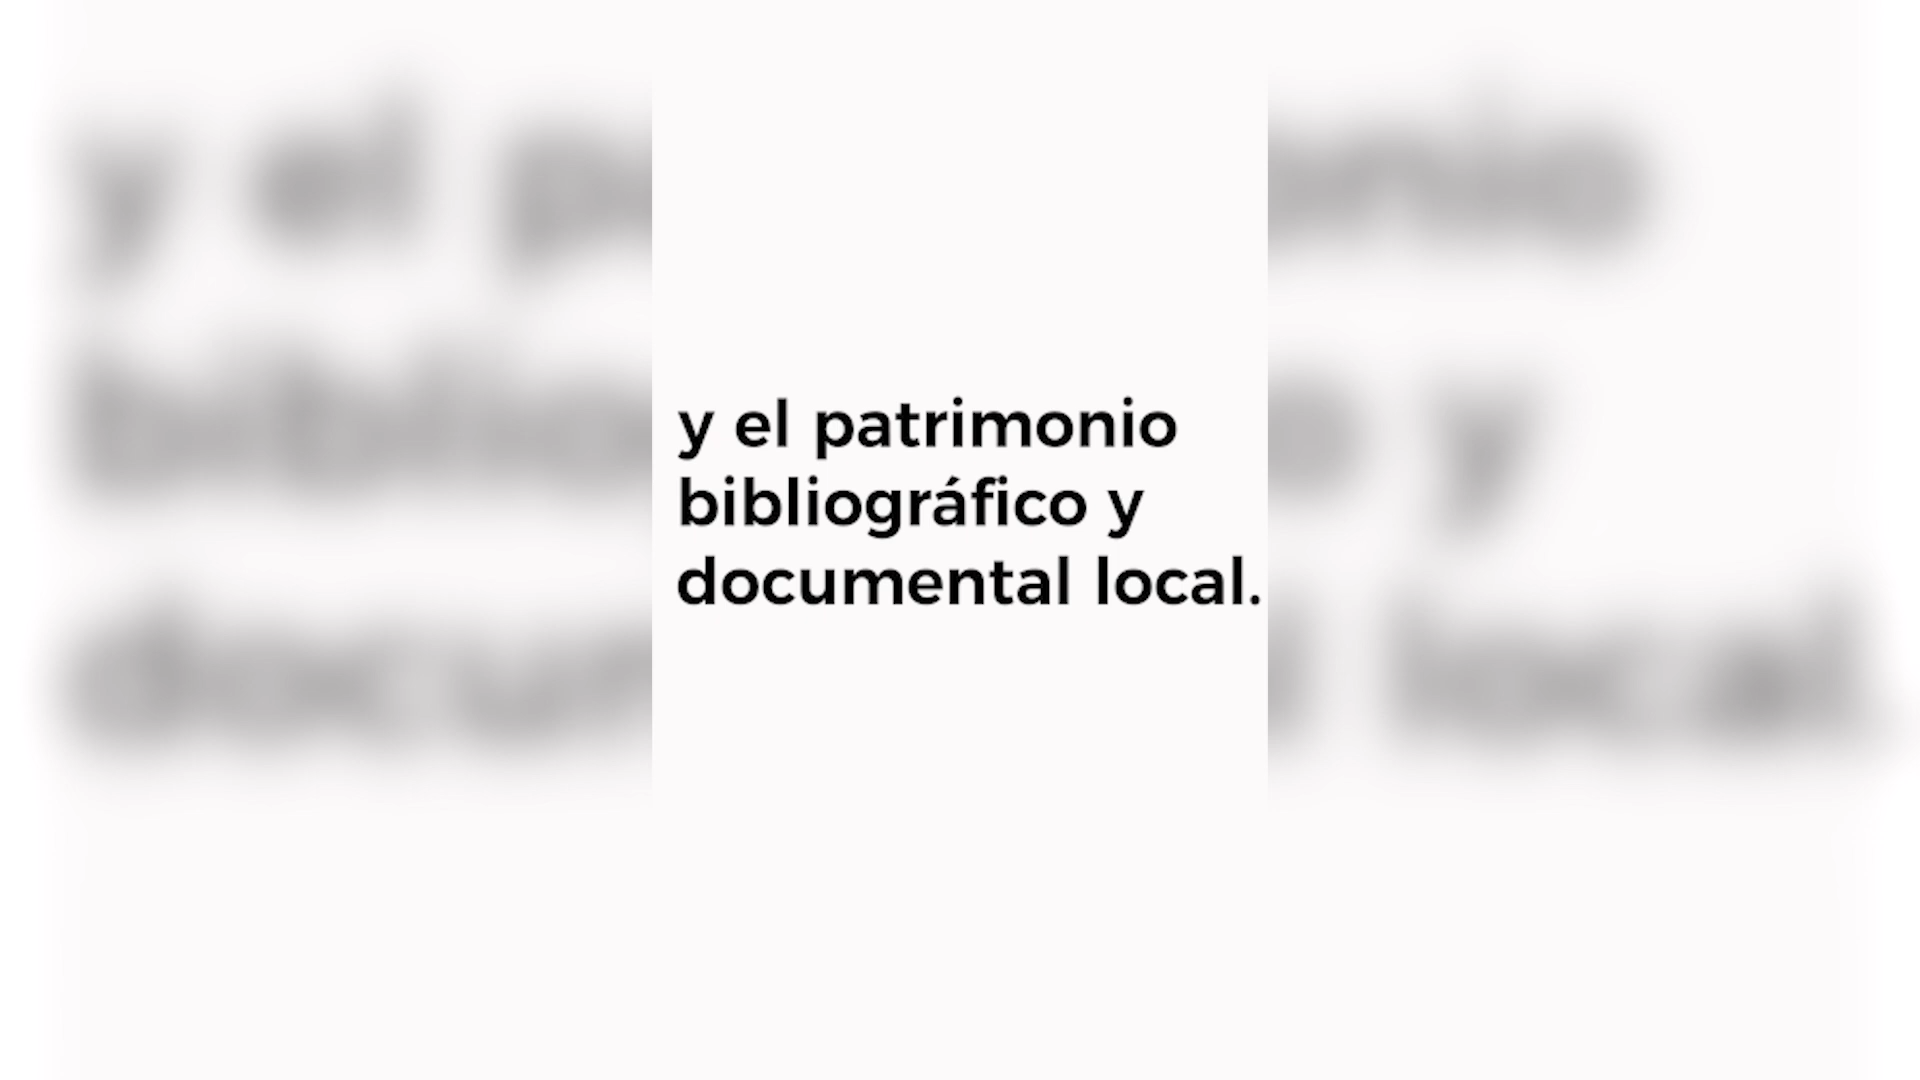 y el patrimonio
bibliográfico y
documental local.